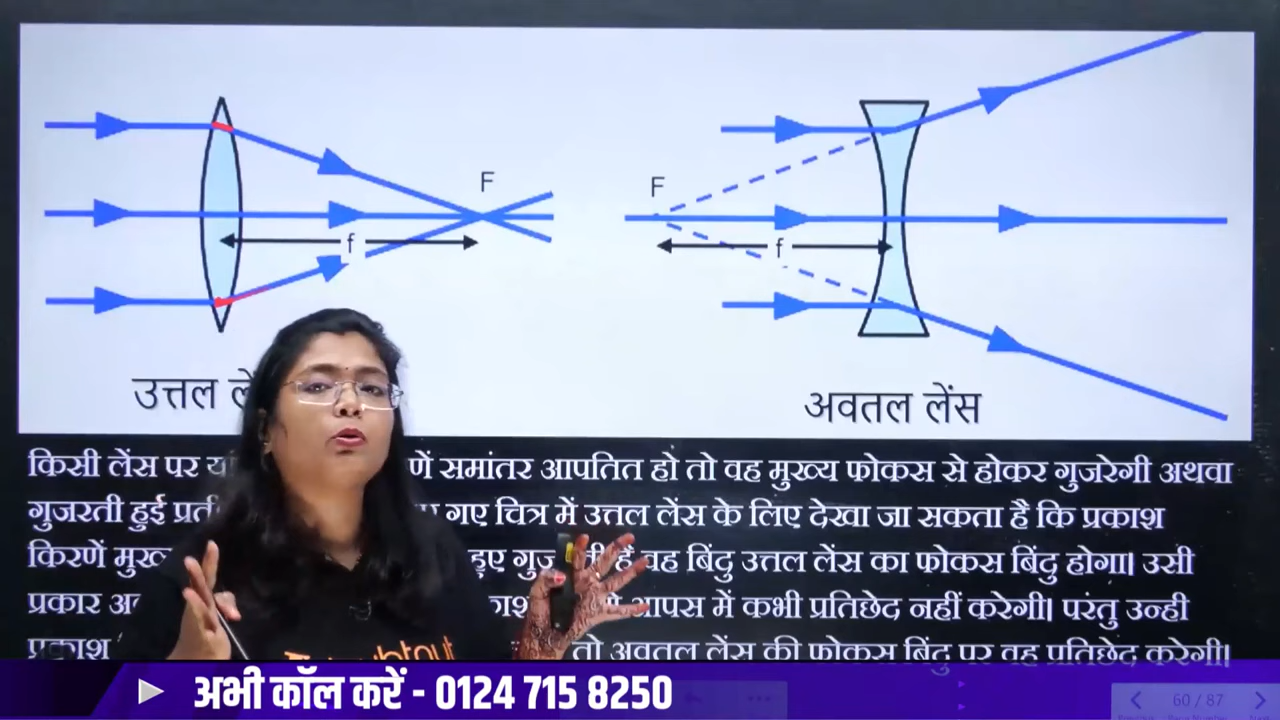 F
f
उत्तल
F
f
अवतल लेंस
किसी लेंस पर णें समांतर आपतित हो तो वह मुख्य फोकस से होकर गुजरेगी अथवा
गुजरती हुई गए चित्र में उत्तल लेंस के लिए देखा जा सकता है कि प्रकाश
किरणें वह बिंदु उत्तल लेंस का फोकस बिंदु होगा। उसी
प्रकार आपस में कभी प्रतिछेद नहीं करेगी। परंतु उन्ही
प्रकाश तो अवतल लेंस की फोकस बिंदु पर वह प्रतिछेद करेगी।
अभी कॉल करें - 0124 715 8250
60 / 87